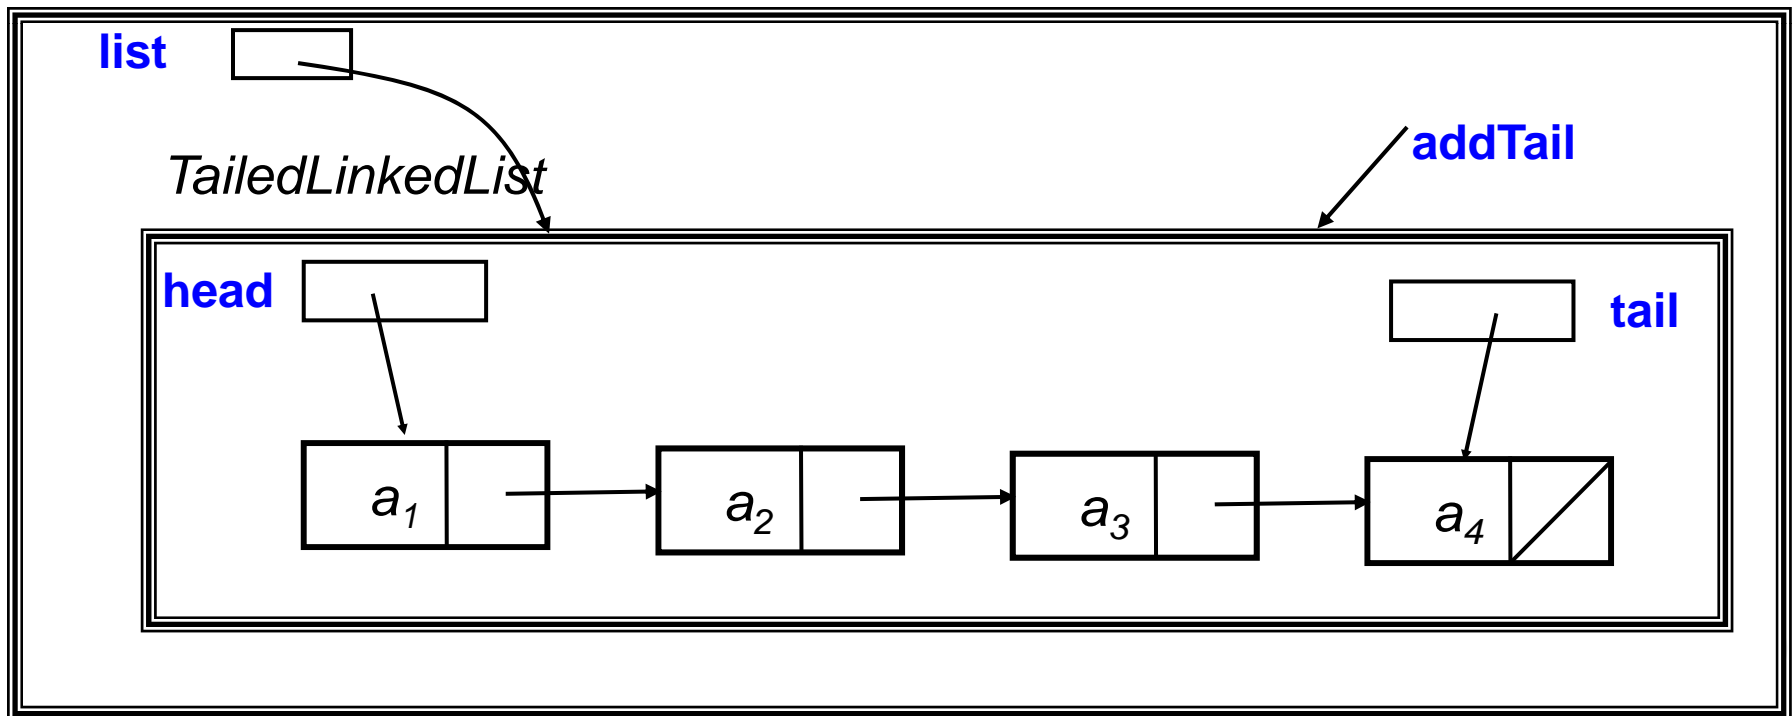 list
addTail
TailedLinkedList
head
tail
a₁
a₂
a₃
a₄